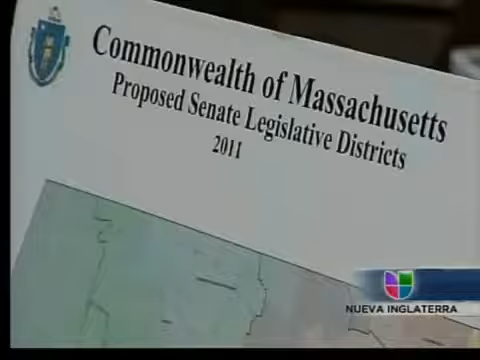 Commonwealth of Massachusetts
Proposed Senate Legislative Districts
2011
NUEVA INGLATERRA